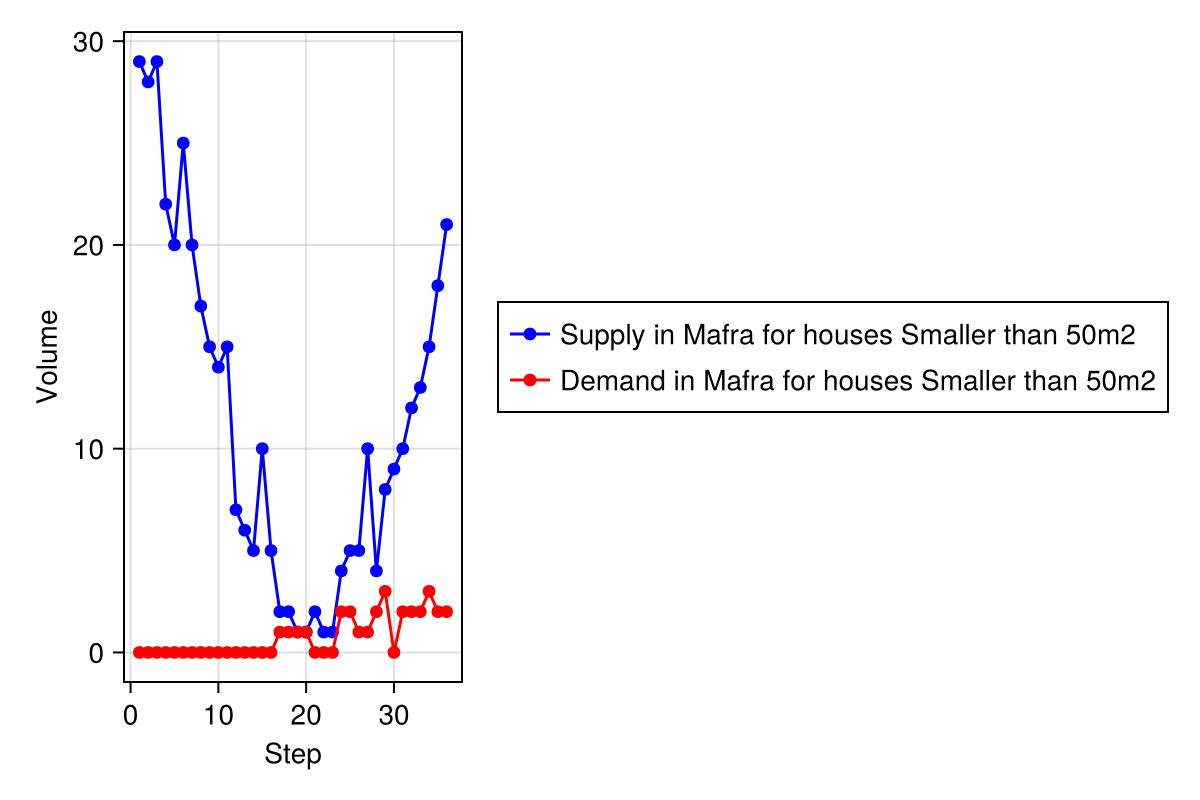 30
20
10
0
Volume
0 10 20 30
Step
Supply in Mafra for houses Smaller than 50m2
Demand in Mafra for houses Smaller than 50m2